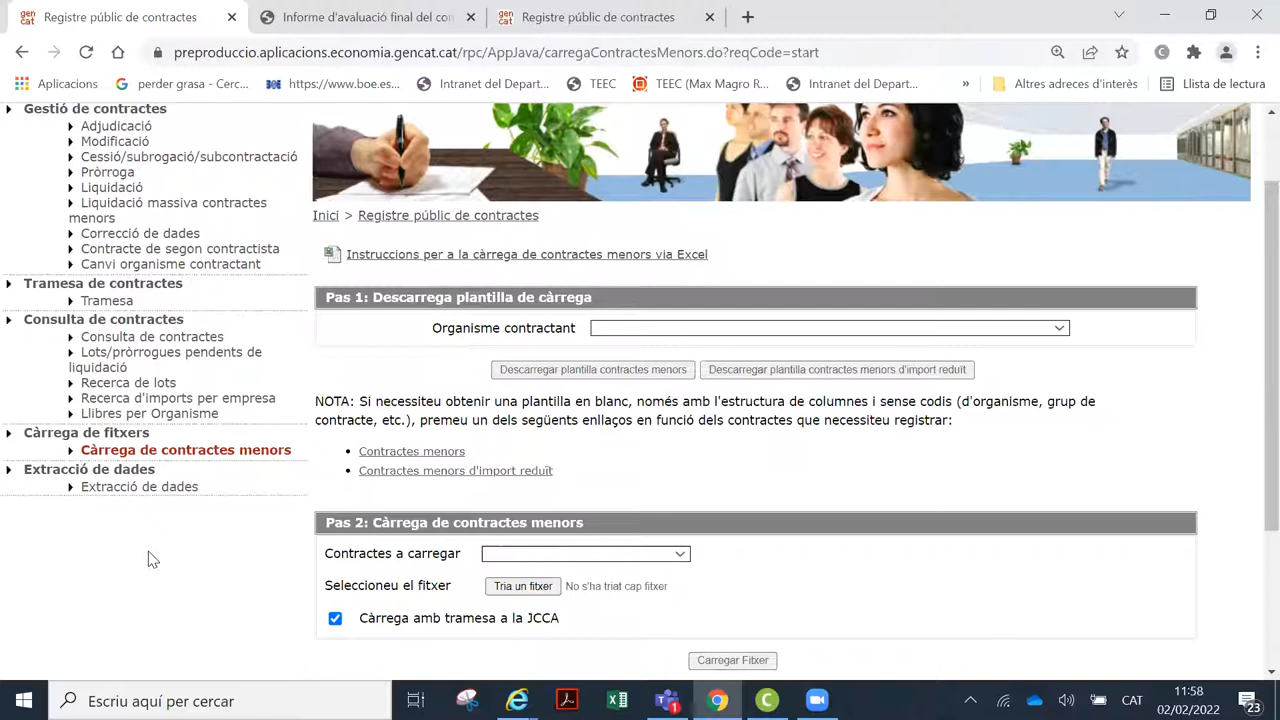 gen cat Registre públic de contractes
Informe d'avaluació final del con
gen cat Registre públic de contractes
preproduccio.aplicacions.economia.gencat.cat/rpc/AppJava/carregaContractesMenors.do?reqCode=start
Aplicacions
perder grasa - Cerc...
https://www.boe.es...
Intranet del Depart...
TEEC
TEEC (Max Magro R...
Intranet del Depart...
»
Altres adreces d'interès
Llista de lectura
Gestió de contractes
Adjudicació
Modificació
Cessió/subrogació/subcontractació
Pròrroga
Liquidació
Liquidació massiva contractes
menors
Correcció de dades
Contracte de segon contractista
Canvi organisme contractant
Tramesa de contractes
Tramesa
Consulta de contractes
Consulta de contractes
Lots/pròrrogues pendents de
liquidació
Recerca de lots
Recerca d'imports per empresa
Llibres per Organisme
Càrrega de fitxers
Càrrega de contractes menors
Extracció de dades
Extracció de dades
Inici > Registre públic de contractes
Instruccions per a la càrrega de contractes menors via Excel
Pas 1: Descarrega plantilla de càrrega
Organisme contractant
Descarregar plantilla contractes menors
Descarregar plantilla contractes menors d'import reduït
NOTA: Si necessiteu obtenir una plantilla en blanc, només amb l'estructura de columnes i sense codis (d'organisme, grup de
contracte, etc.), premeu un dels següents enllaços en funció dels contractes que necessiteu registrar:
Contractes menors
Contractes menors d'import reduït
Pas 2: Càrrega de contractes menors
Contractes a carregar
Seleccioneu el fitxer
Tria un fitxer
No s'ha triat cap fitxer
Càrrega amb tramesa a la JCCA
Carregar Fitxer
Escriu aquí per cercar
CAT
11:58
02/02/2022
23